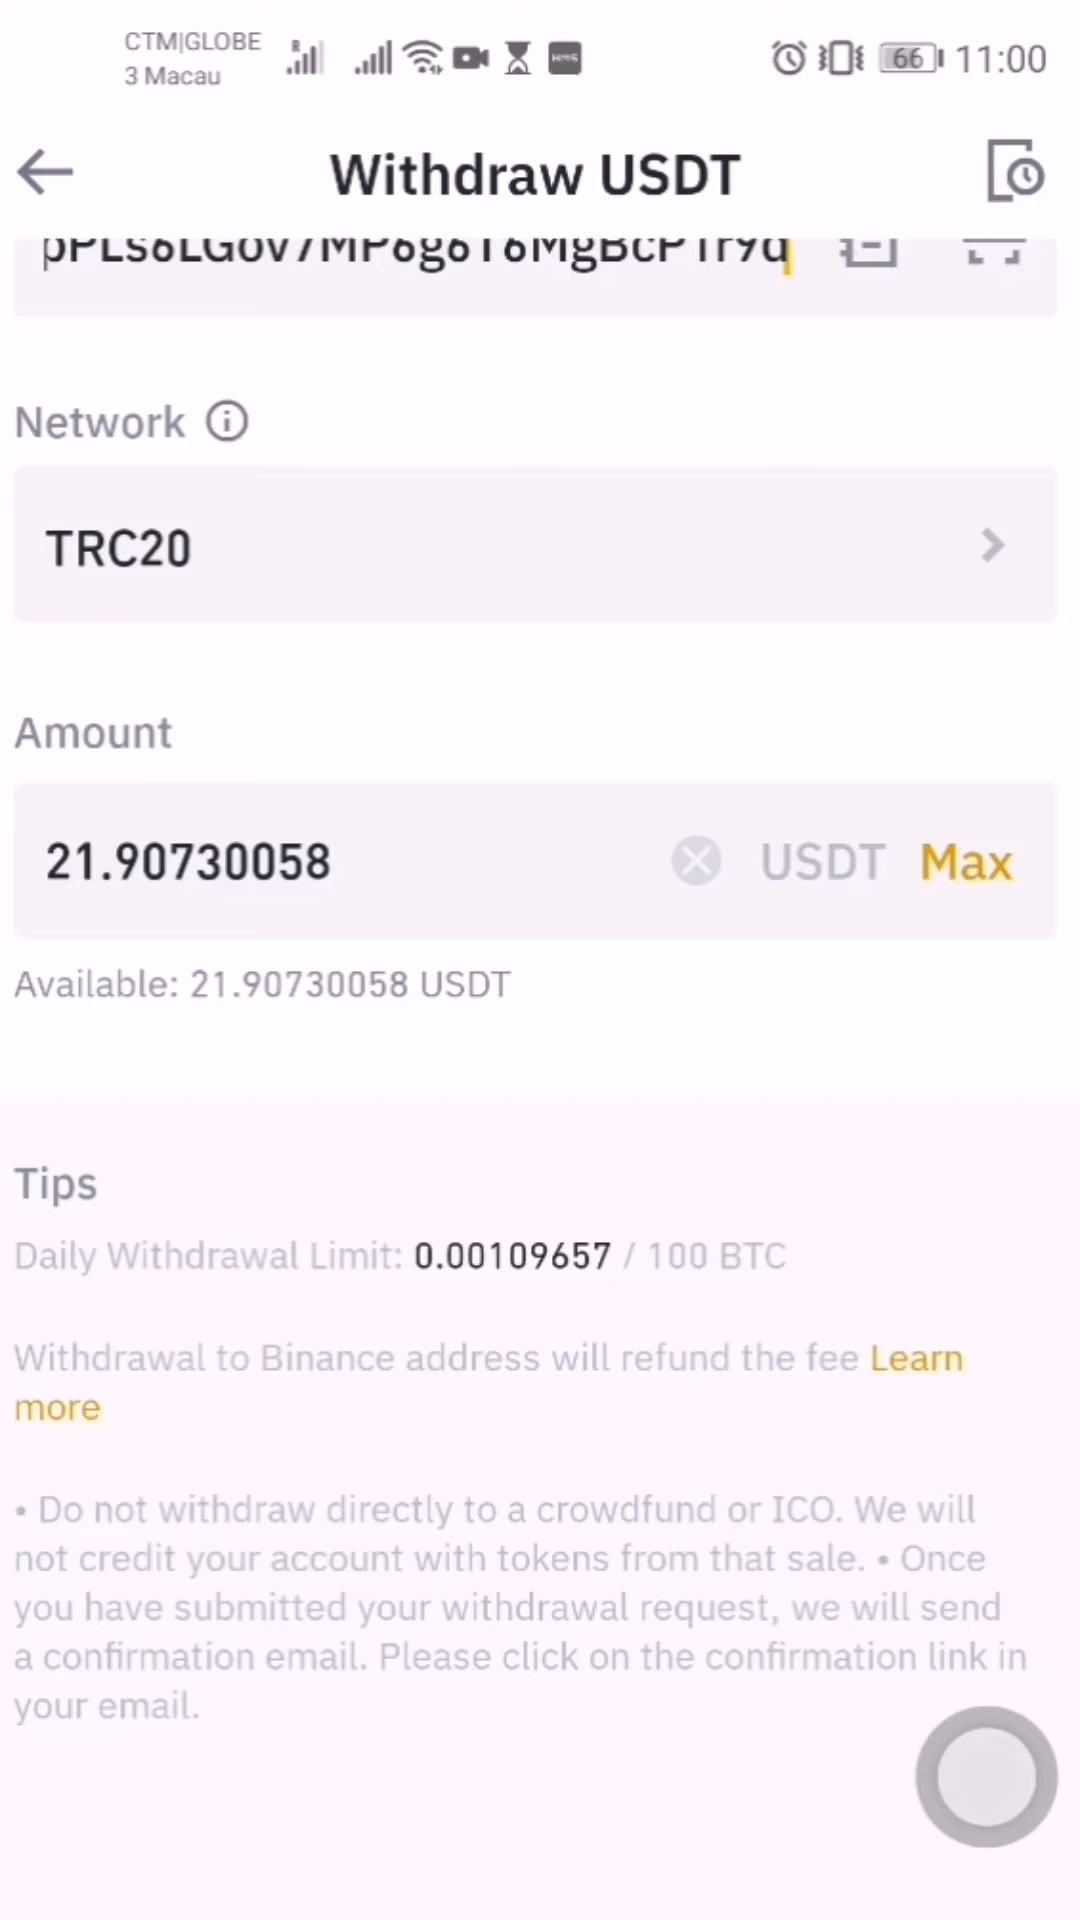 CTM|GLOBE
3 Macau
66
11:00
Withdraw USDT
Network
TRC20
Amount
21.90730058
USDT Max
Available: 21.90730058 USDT
Tips
Daily Withdrawal Limit: 0.00109657 / 100 BTC
Withdrawal to Binance address will refund the fee Learn
more
• Do not withdraw directly to a crowdfund or ICO. We will
not credit your account with tokens from that sale. • Once
you have submitted your withdrawal request, we will send
a confirmation email. Please click on the confirmation link in
your email.